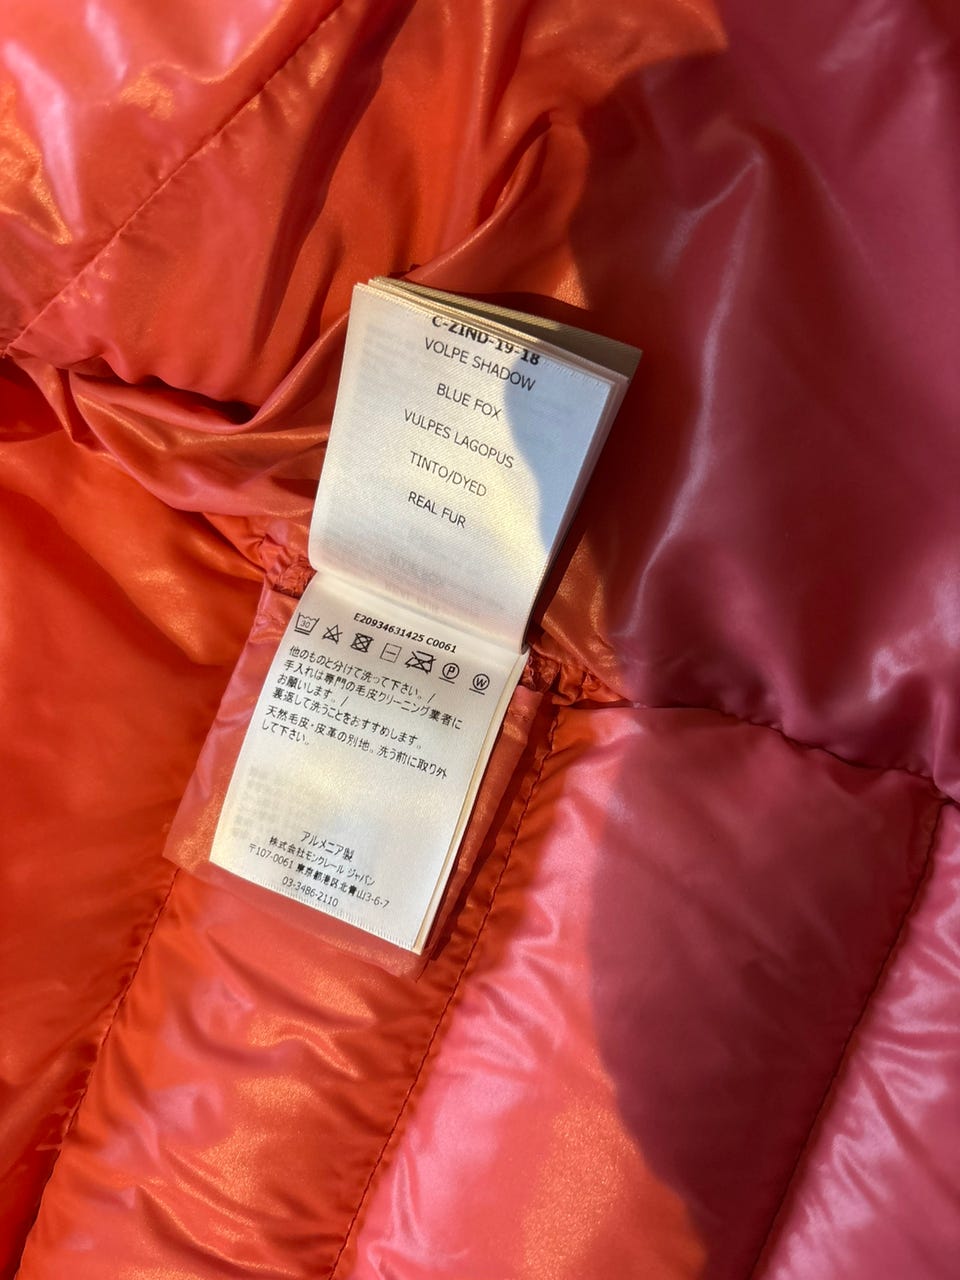 C-ZIND-19-18
VOLPE SHADOW
BLUE FOX
VULPES LAGOPUS
TINTO/DYED
REAL FUR
E20934631425 C0061
30
P
W
他のものと分けて洗って下さい。/
手入れは専門の毛皮クリーニング業者に
お願いします。/
裏返して洗うことをおすすめします。
天然毛皮・皮革の別地。洗う前に取り外
して下さい。
アルメニア製
株式会社モンクレール ジャパン
〒107-0061 東京都港区北青山3-6-7
03-3486-2110